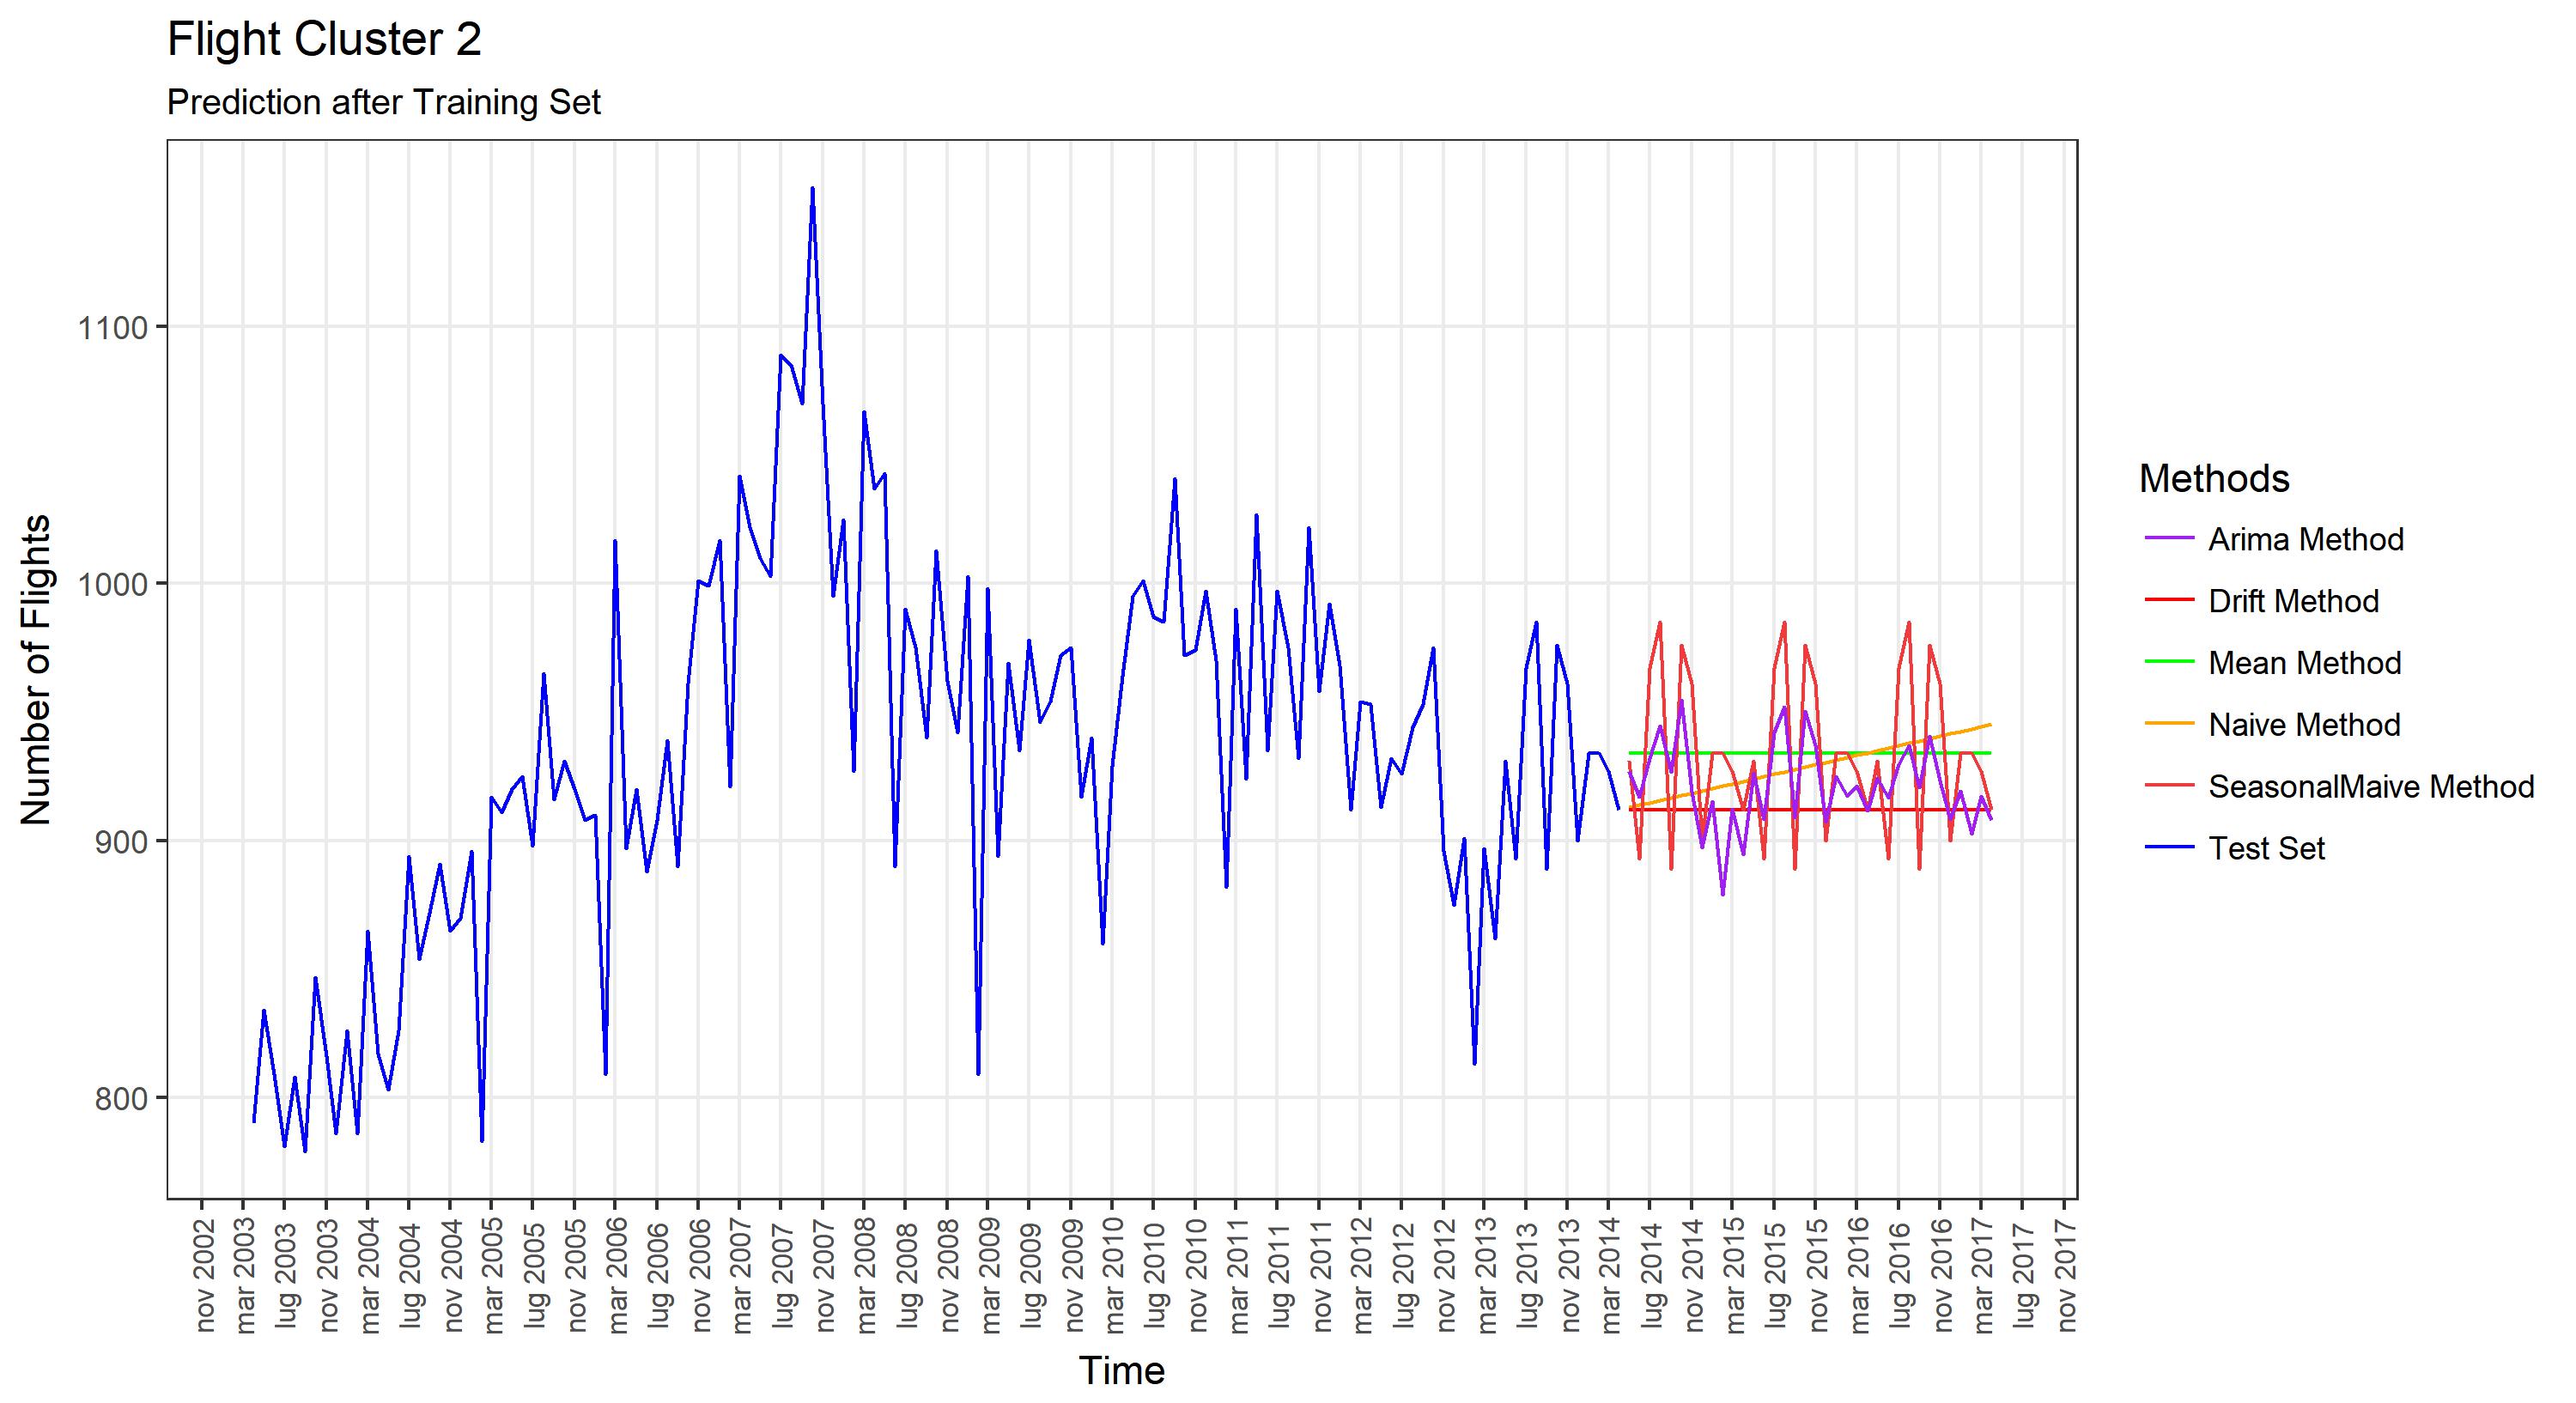 Flight Cluster 2
Prediction after Training Set
Number of Flights
1100
1000
900
800
nov 2002
mar 2003
lug 2003
nov 2003
mar 2004
lug 2004
nov 2004
mar 2005
lug 2005
nov 2005
mar 2006
lug 2006
nov 2006
mar 2007
lug 2007
nov 2007
mar 2008
lug 2008
nov 2008
mar 2009
lug 2009
nov 2009
mar 2010
lug 2010
nov 2010
mar 2011
lug 2011
nov 2011
mar 2012
lug 2012
nov 2012
mar 2013
lug 2013
nov 2013
mar 2014
lug 2014
nov 2014
mar 2015
lug 2015
nov 2015
mar 2016
lug 2016
nov 2016
mar 2017
lug 2017
nov 2017
Time
Methods
Arima Method
Drift Method
Mean Method
Naive Method
SeasonalMaive Method
Test Set